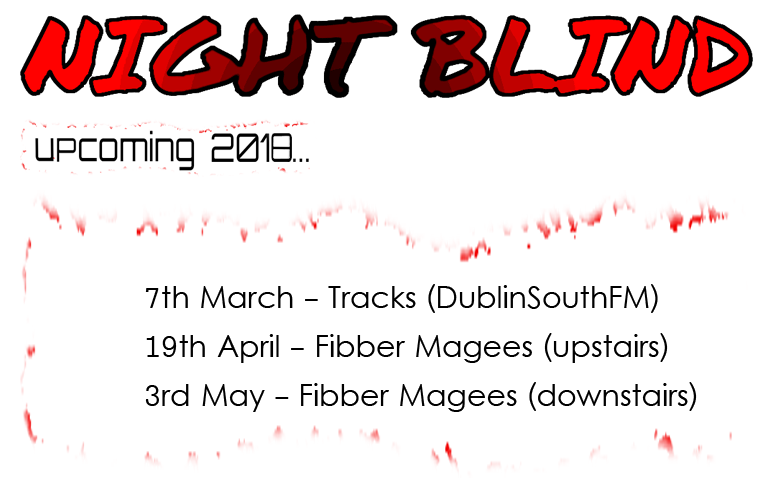 NIGHT BLIND
upcoming 2018...
7th March – Tracks (DublinSouthFM)
19th April – Fibber Magees (upstairs)
3rd May – Fibber Magees (downstairs)